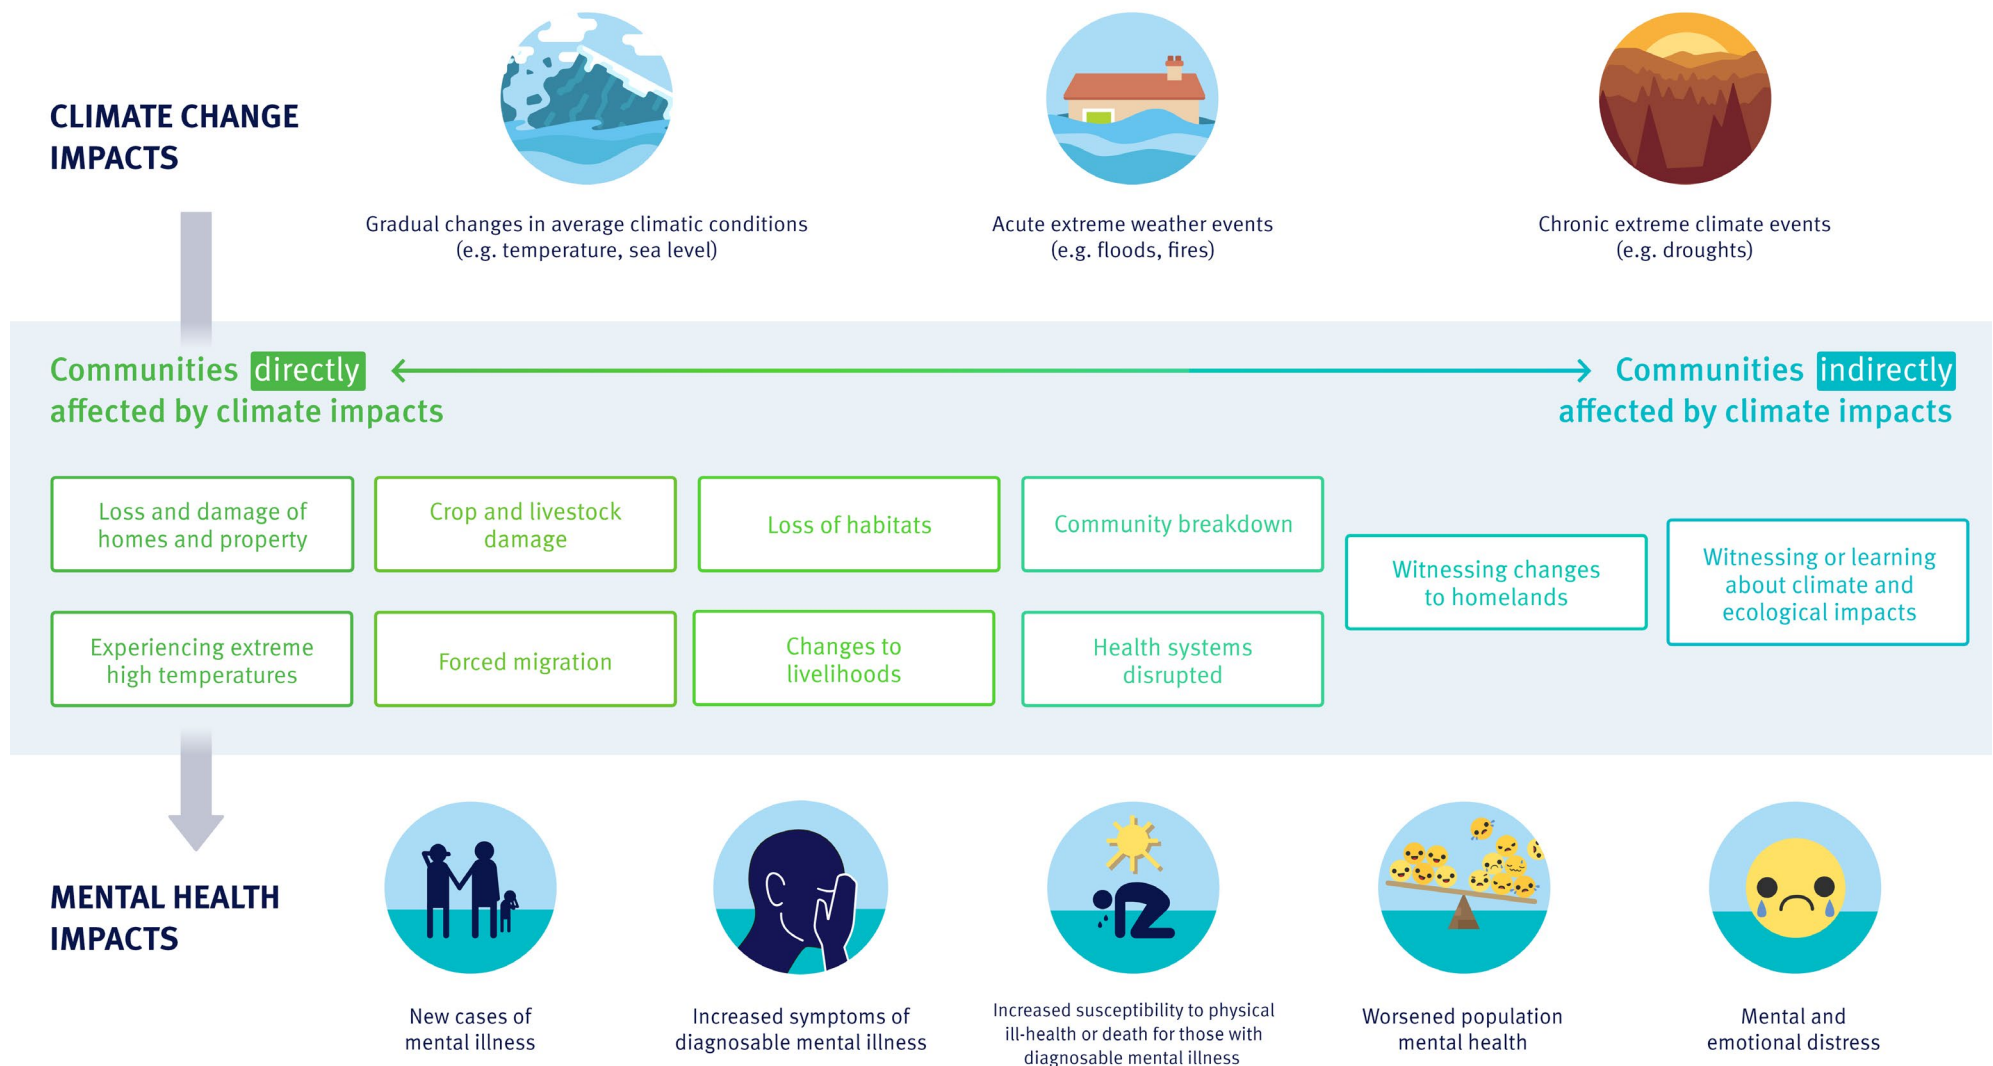 CLIMATE CHANGE
IMPACTS
Gradual changes in average climatic conditions
(e.g. temperature, sea level)
Acute extreme weather events
(e.g. floods, fires)
Chronic extreme climate events
(e.g. droughts)
Communities directly
affected by climate impacts
Communities indirectly
affected by climate impacts
Loss and damage of
homes and property
Crop and livestock
damage
Loss of habitats
Community breakdown
Witnessing changes
to homelands
Witnessing or learning
about climate and
ecological impacts
Experiencing extreme
high temperatures
Forced migration
Changes to
livelihoods
Health systems
disrupted
MENTAL HEALTH
IMPACTS
New cases of
mental illness
Increased symptoms of
diagnosable mental illness
Increased susceptibility to physical
ill-health or death for those with
diagnosable mental illness
Worsened population
mental health
Mental and
emotional distress